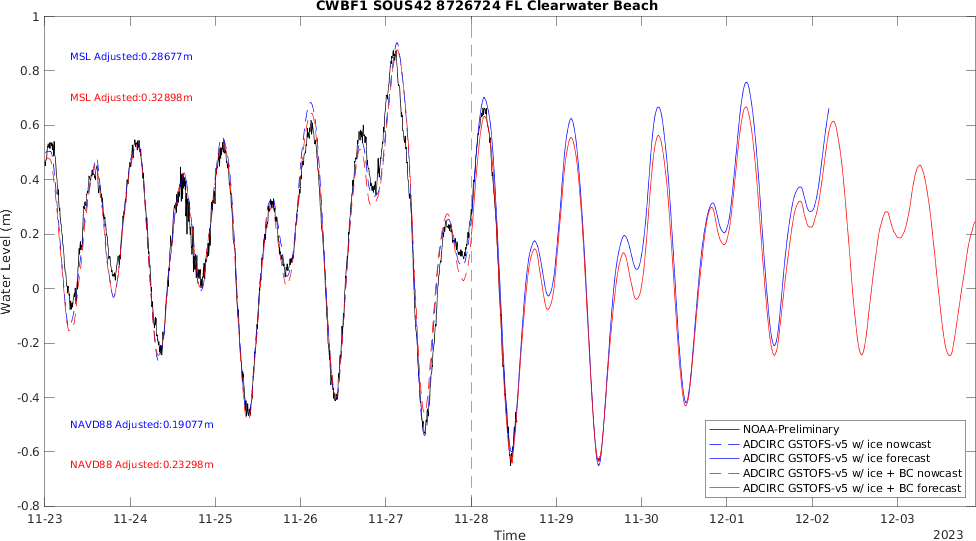 CWBF1 SOUS42 8726724 FL Clearwater Beach
1
0.8
0.6
0.4
0.2
0
-0.2
-0.4
-0.6
-0.8
Water Level (m)
MSL Adjusted:0.28677m
MSL Adjusted:0.32898m
NAVD88 Adjusted:0.19077m
NAVD88 Adjusted:0.23298m
NOAA-Preliminary
ADCIRC GSTOFS-v5 w/ ice nowcast
ADCIRC GSTOFS-v5 w/ ice forecast
ADCIRC GSTOFS-v5 w/ ice + BC nowcast
ADCIRC GSTOFS-v5 w/ ice + BC forecast
11-23 11-24 11-25 11-26 11-27 11-28 11-29 11-30 12-01 12-02 12-03
Time
2023